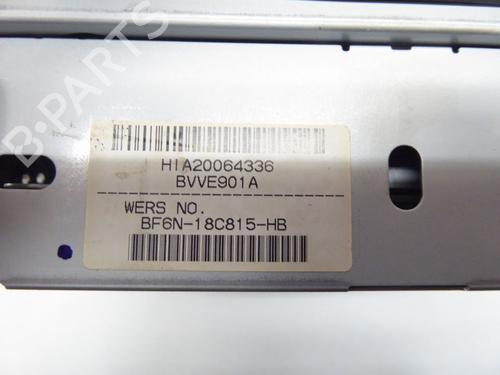 B-PARTS
HIA20064336
BVVE901A
WERS NO.
BF6N-18C815-HB